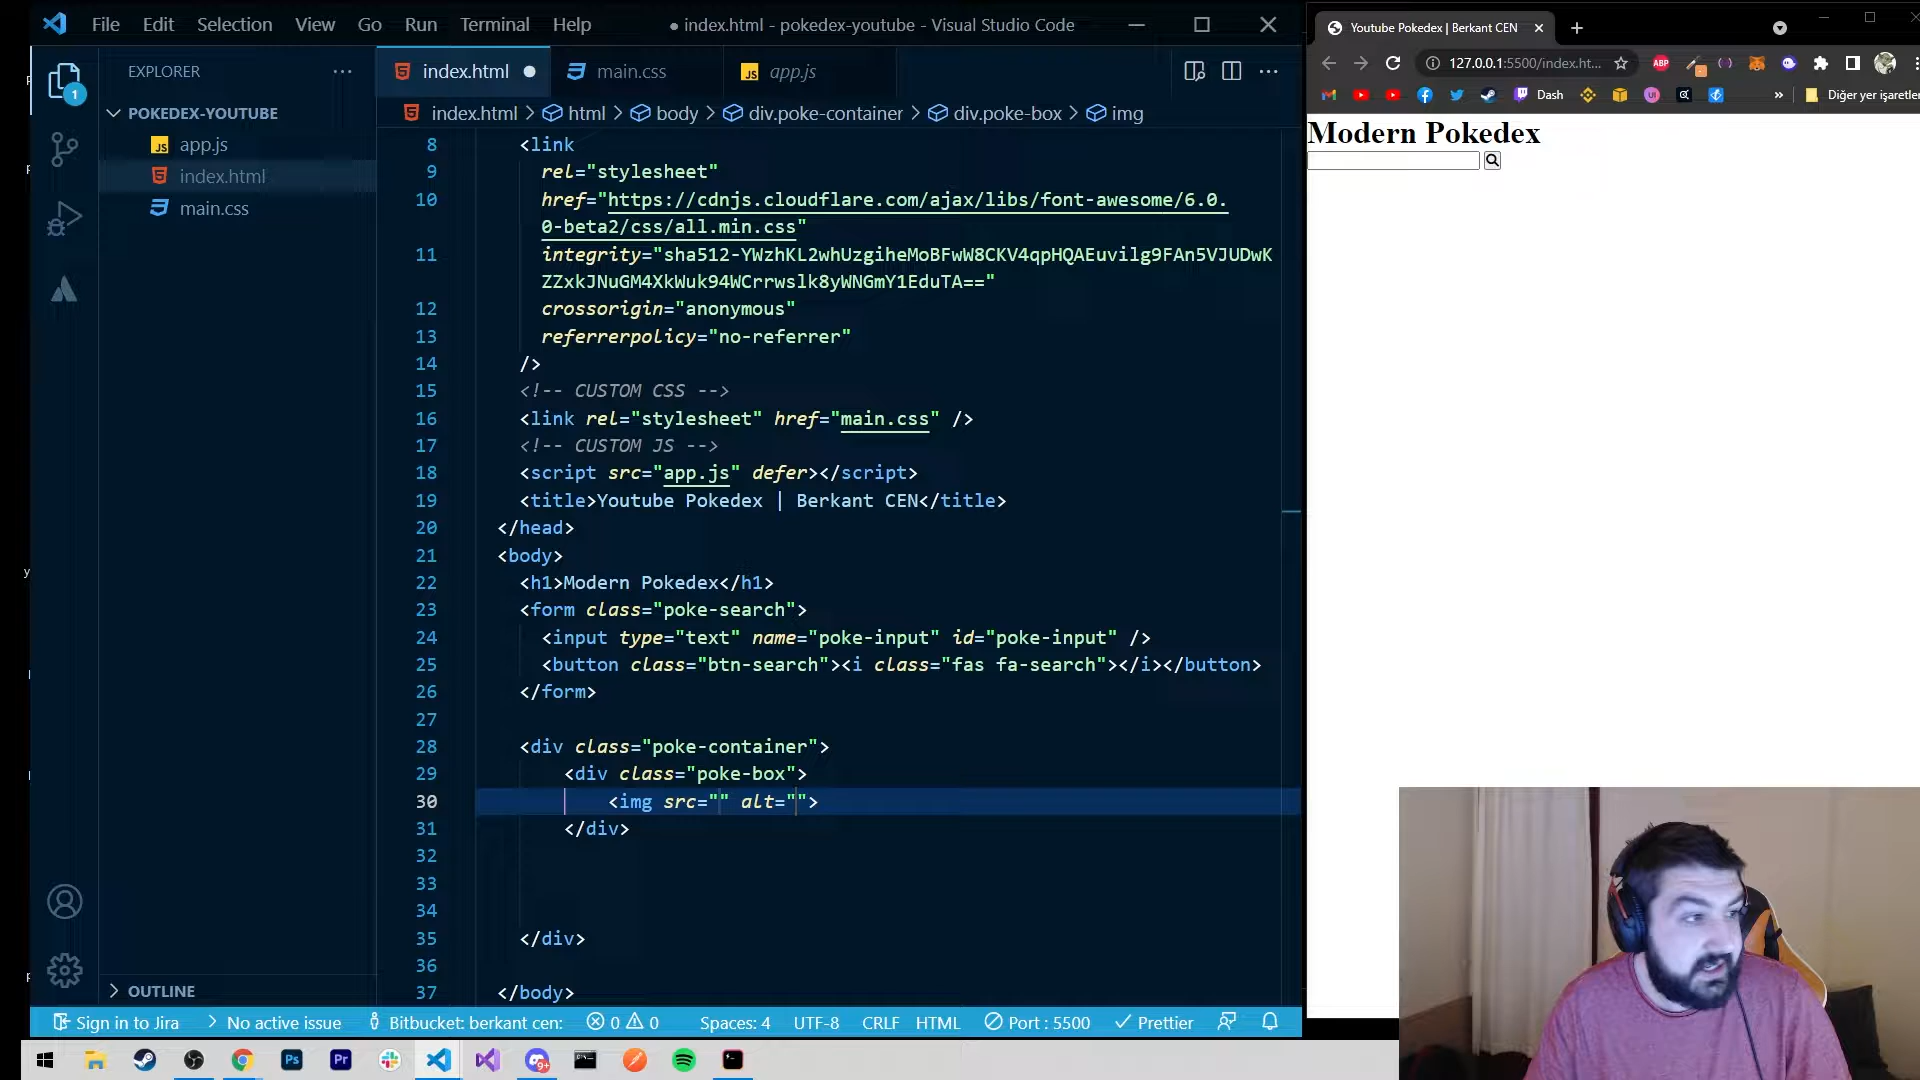 File Edit Selection View Go Run Terminal Help
● index.html - pokedex-youtube - Visual Studio Code
EXPLORER
1
POKEDEX-YOUTUBE
JS app.js
index.html
main.css
OUTLINE
index.html main.css JS app.js
index.html > html > body > div.poke-container > div.poke-box > img
8 <link
9 rel="stylesheet"
10 href="https://cdnjs.cloudflare.com/ajax/libs/font-awesome/6.0.
0-beta2/css/all.min.css"
11 integrity="sha512-YWzhKL2whUzgiheMoBFwW8CKV4qpHQAEuvilg9FAn5VJUDwK
ZZxkJNuGM4XkWuk94WCrrwslk8yWNGmY1EduTA=="
12 crossorigin="anonymous"
13 referrerpolicy="no-referrer"
14 />
15 <!-- CUSTOM CSS -->
16 <link rel="stylesheet" href="main.css" />
17 <!-- CUSTOM JS -->
18 <script src="app.js" defer></script>
19 <title>Youtube Pokedex | Berkant CEN</title>
20 </head>
21 <body>
22 <h1>Modern Pokedex</h1>
23 <form class="poke-search">
24 <input type="text" name="poke-input" id="poke-input" />
25 <button class="btn-search"><i class="fas fa-search"></i></button>
26 </form>
27
28 <div class="poke-container">
29 <div class="poke-box">
30 <img src="" alt="">
31 </div>
32
33
34
35 </div>
36
37 </body>
Sign in to Jira No active issue Bitbucket: berkant cen: 0 0 Spaces: 4 UTF-8 CRLF HTML Port : 5500 Prettier
Youtube Pokedex | Berkant CEN
127.0.0.1:5500/index.ht...
ABP
Dash
UI
» Diğer yer işaretler
Modern Pokedex
Ps Pr 9+